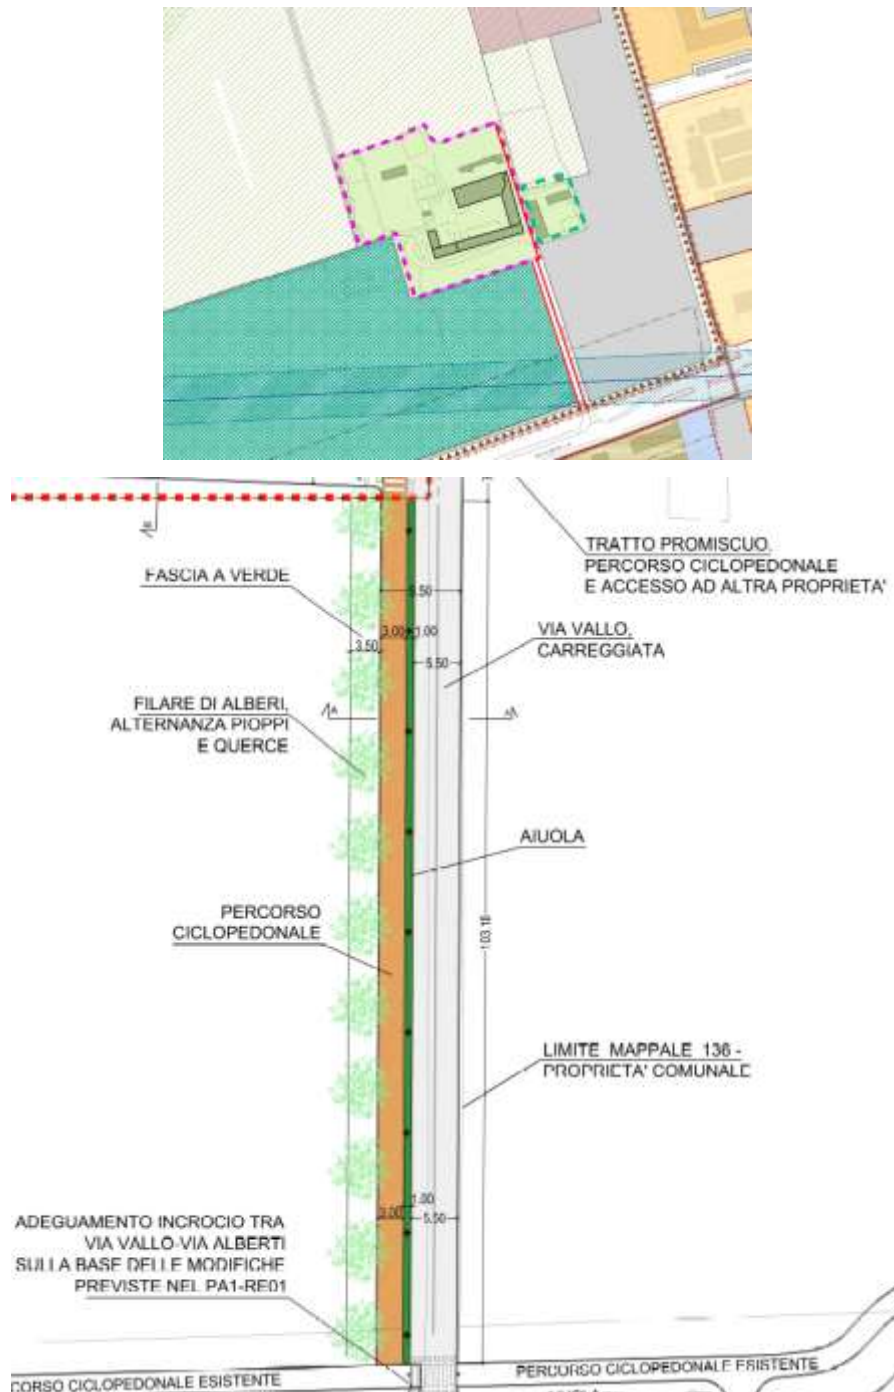 TRATTO PROMISCUO,
PERCORSO CICLOPEDONALE
E ACCESSO AD ALTRA PROPRIETA'
FASCIA A VERDE
VIA VALLO,
CARREGGIATA
3.00
1.00
3.50
5.50
FILARE DI ALBERI,
ALTERNANZA PIOPPI
E QUERCE
AIUOLA
PERCORSO
CICLOPEDONALE
103.18
LIMITE MAPPALE 136 -
PROPRIETA' COMUNALE
1.00
3.00
5.50
ADEGUAMENTO INCROCIO TRA
VIA VALLO-VIA ALBERTI
SULLA BASE DELLE MODIFICHE
PREVISTE NEL PA1-RE01
PERCORSO CICLOPEDONALE ESISTENTE
CORSO CICLOPEDONALE ESISTENTE